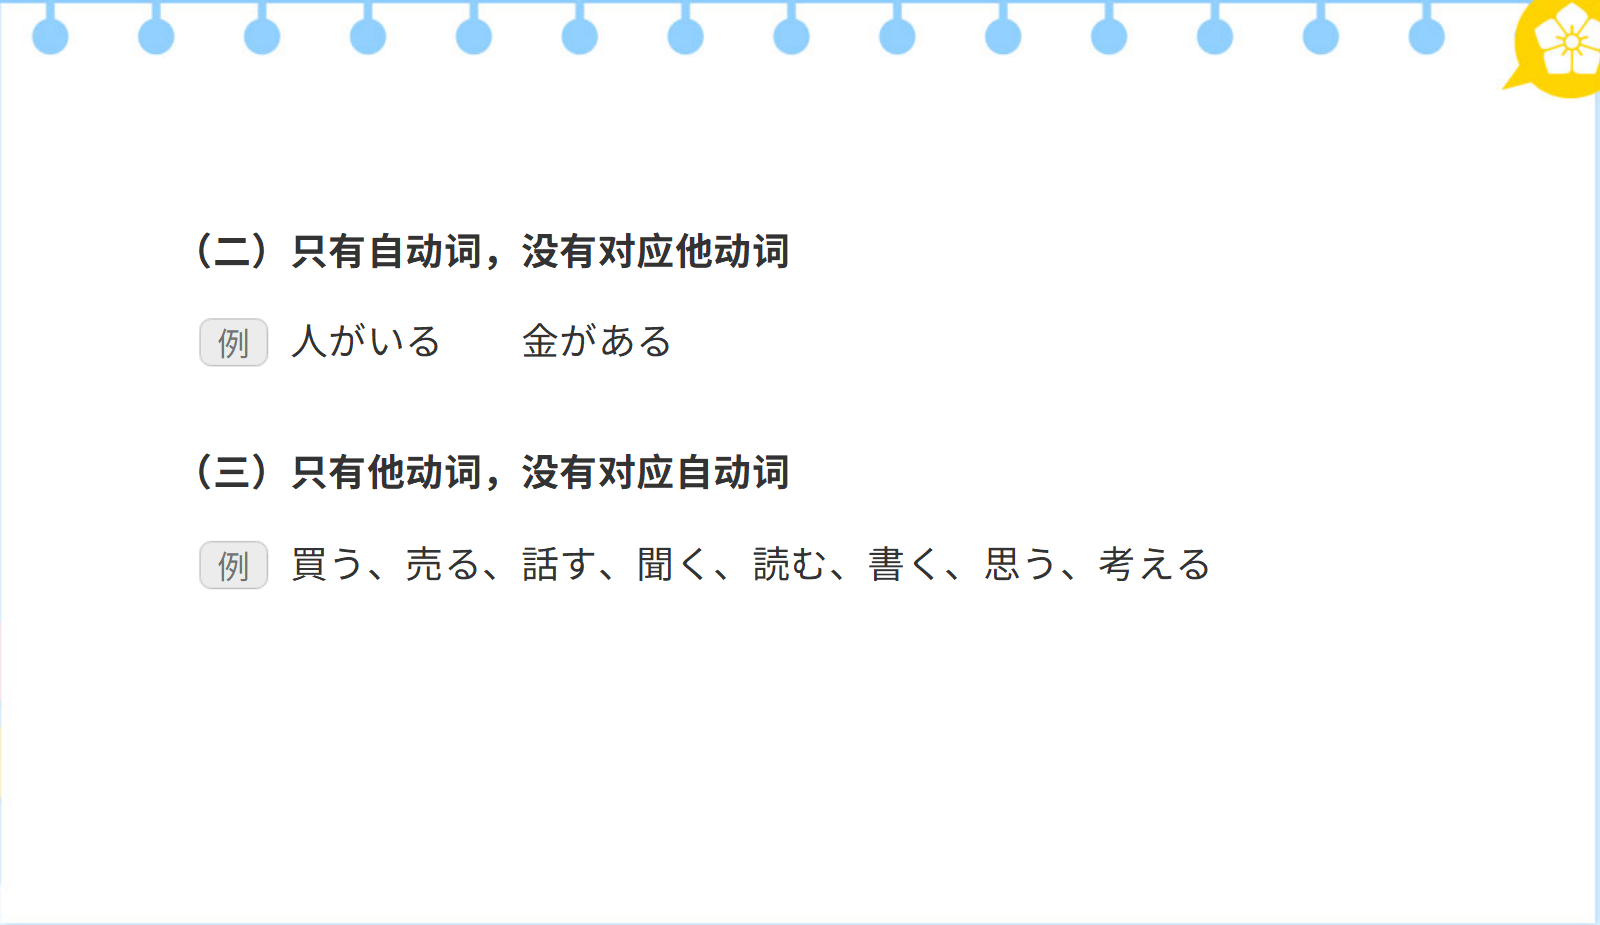 （二）只有自动词，没有对应他动词
例 人がいる　　金がある
（三）只有他动词，没有对应自动词
例 買う、売る、話す、聞く、読む、書く、思う、考える